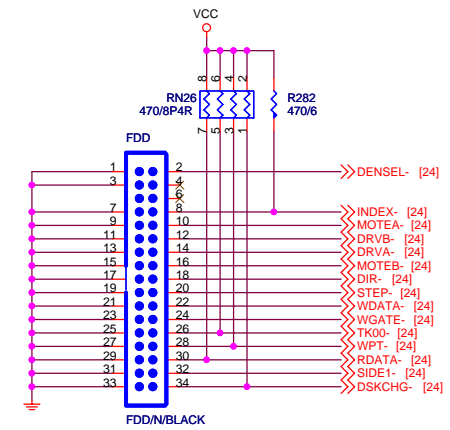 VCC
8 6 4 2
RN26
470/8P4R
R282
470/6
7 5 3 1
FDD
1 2 DENSEL- [24]
3 4
6
7 8 INDEX- [24]
9 10 MOTEA- [24]
11 12 DRVB- [24]
13 14 DRVA- [24]
15 16 MOTEB- [24]
17 18 DIR- [24]
19 20 STEP- [24]
21 22 WDATA- [24]
23 24 WGATE- [24]
25 26 TK00- [24]
27 28 WPT- [24]
29 30 RDATA- [24]
31 32 SIDE1- [24]
33 34 DSKCHG- [24]
FDD/N/BLACK